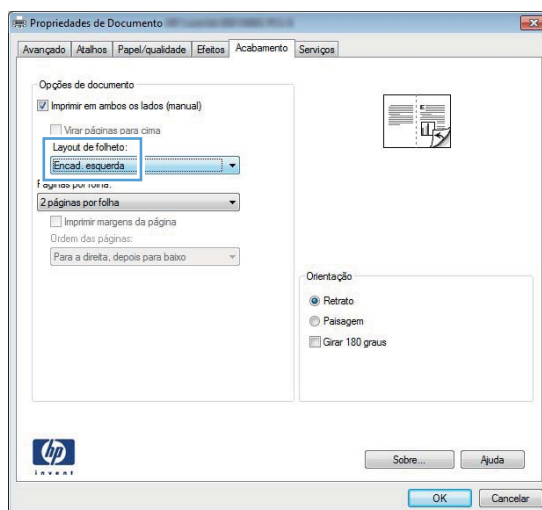 Propriedades de Documento
Avançado Atalhos Papel/qualidade Efeitos Acabamento Serviços
Opções de documento
Imprimir em ambos os lados (manual)
Virar páginas para cima
Layout de folheto:
Encad. esquerda
Páginas por folha:
2 páginas por folha
Imprimir margens da página
Ordem das páginas:
Para a direita, depois para baixo
Orientação
Retrato
Paisagem
Girar 180 graus
hp
invent
Sobre... Ajuda
OK Cancelar